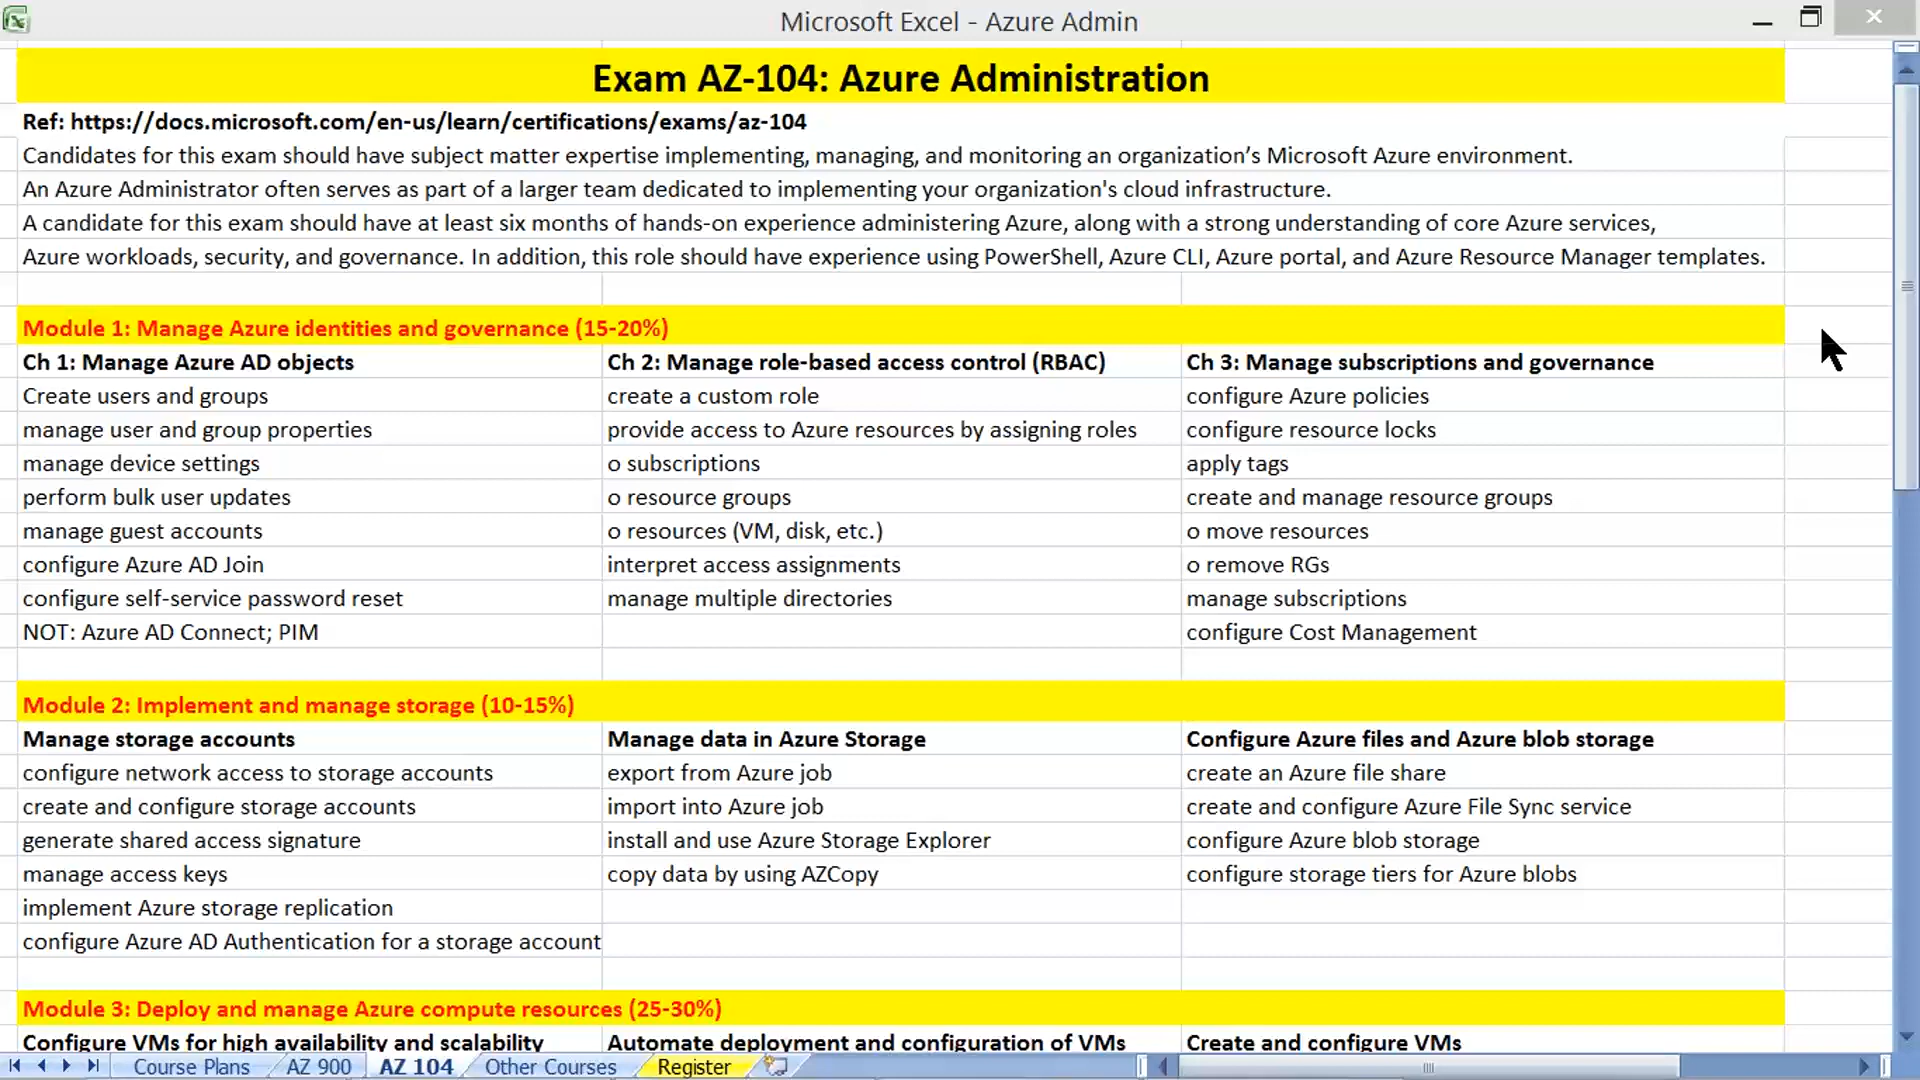 Microsoft Excel - Azure Admin
Exam AZ-104: Azure Administration
Ref: https://docs.microsoft.com/en-us/learn/certifications/exams/az-104
Candidates for this exam should have subject matter expertise implementing, managing, and monitoring an organization’s Microsoft Azure environment.
An Azure Administrator often serves as part of a larger team dedicated to implementing your organization's cloud infrastructure.
A candidate for this exam should have at least six months of hands-on experience administering Azure, along with a strong understanding of core Azure services,
Azure workloads, security, and governance. In addition, this role should have experience using PowerShell, Azure CLI, Azure portal, and Azure Resource Manager templates.
Module 1: Manage Azure identities and governance (15-20%)
Ch 1: Manage Azure AD objects Ch 2: Manage role-based access control (RBAC) Ch 3: Manage subscriptions and governance
Create users and groups create a custom role configure Azure policies
manage user and group properties provide access to Azure resources by assigning roles configure resource locks
manage device settings o subscriptions apply tags
perform bulk user updates o resource groups create and manage resource groups
manage guest accounts o resources (VM, disk, etc.) o move resources
configure Azure AD Join interpret access assignments o remove RGs
configure self-service password reset manage multiple directories manage subscriptions
NOT: Azure AD Connect; PIM configure Cost Management
Module 2: Implement and manage storage (10-15%)
Manage storage accounts Manage data in Azure Storage Configure Azure files and Azure blob storage
configure network access to storage accounts export from Azure job create an Azure file share
create and configure storage accounts import into Azure job create and configure Azure File Sync service
generate shared access signature install and use Azure Storage Explorer configure Azure blob storage
manage access keys copy data by using AZCopy configure storage tiers for Azure blobs
implement Azure storage replication
configure Azure AD Authentication for a storage account
Module 3: Deploy and manage Azure compute resources (25-30%)
Configure VMs for high availability and scalability Automate deployment and configuration of VMs Create and configure VMs
Course Plans AZ 900 AZ 104 Other Courses Register